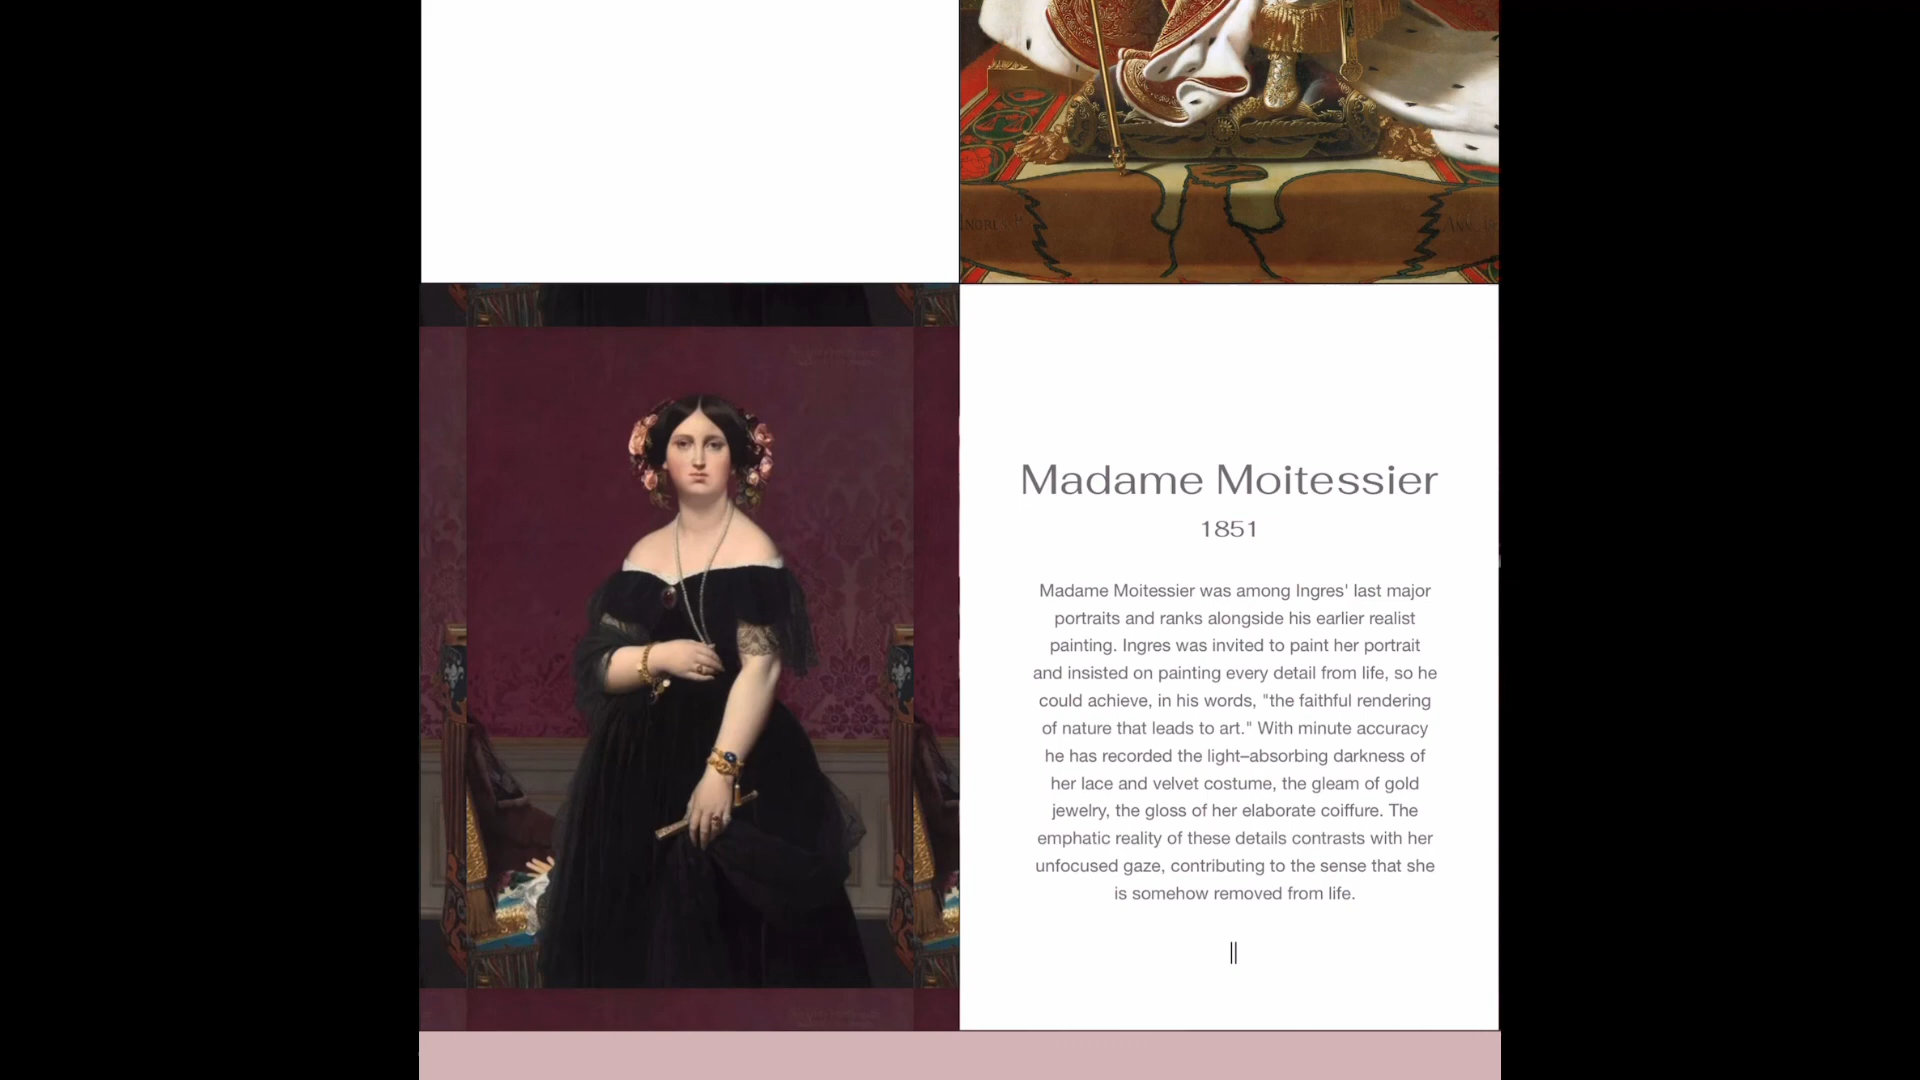 Madame Moitessier
1851
Madame Moitessier was among Ingres' last major
portraits and ranks alongside his earlier realist
painting. Ingres was invited to paint her portrait
and insisted on painting every detail from life, so he
could achieve, in his words, "the faithful rendering
of nature that leads to art." With minute accuracy
he has recorded the light–absorbing darkness of
her lace and velvet costume, the gleam of gold
jewelry, the gloss of her elaborate coiffure. The
emphatic reality of these details contrasts with her
unfocused gaze, contributing to the sense that she
is somehow removed from life.